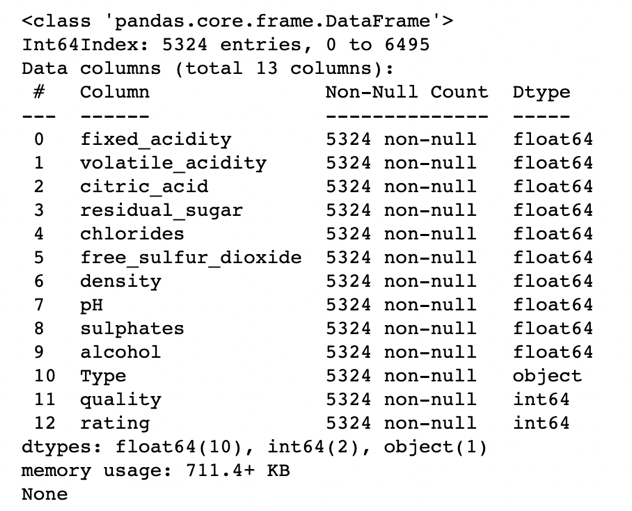 <class 'pandas.core.frame.DataFrame'>
Int64Index: 5324 entries, 0 to 6495
Data columns (total 13 columns):
 #   Column               Non-Null Count  Dtype
---  ------               --------------  -----
 0   fixed_acidity        5324 non-null   float64
 1   volatile_acidity     5324 non-null   float64
 2   citric_acid          5324 non-null   float64
 3   residual_sugar       5324 non-null   float64
 4   chlorides            5324 non-null   float64
 5   free_sulfur_dioxide  5324 non-null   float64
 6   density              5324 non-null   float64
 7   pH                   5324 non-null   float64
 8   sulphates            5324 non-null   float64
 9   alcohol              5324 non-null   float64
 10  Type                 5324 non-null   object
 11  quality              5324 non-null   int64
 12  rating               5324 non-null   int64
dtypes: float64(10), int64(2), object(1)
memory usage: 711.4+ KB
None